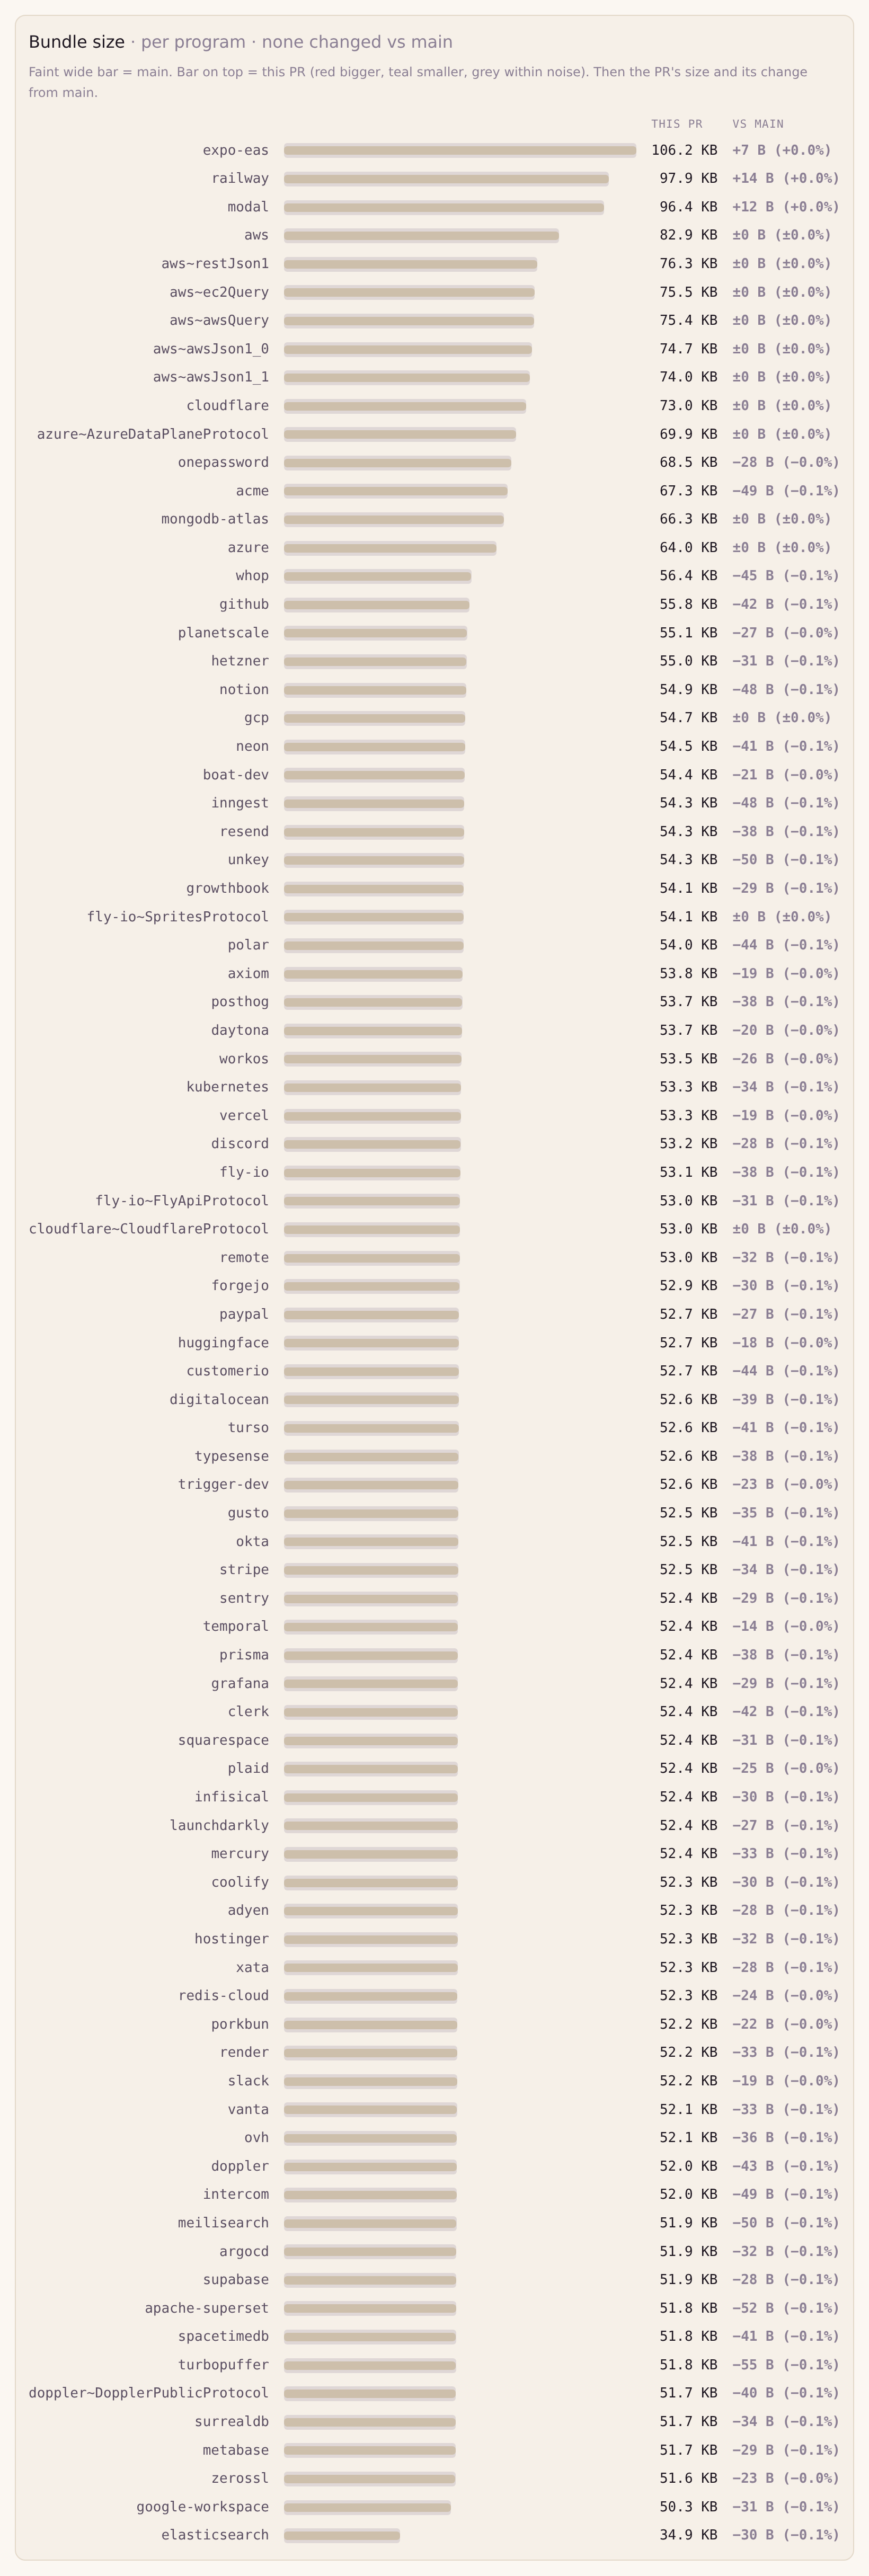 Bundle size · per program · none changed vs main
Faint wide bar = main. Bar on top = this PR (red bigger, teal smaller, grey within noise). Then the PR's size and its change
from main.
THIS PR VS MAIN
expo-eas 106.2 KB +7 B (+0.0%)
railway 97.9 KB +14 B (+0.0%)
modal 96.4 KB +12 B (+0.0%)
aws 82.9 KB ±0 B (±0.0%)
aws~restJson1 76.3 KB ±0 B (±0.0%)
aws~ec2Query 75.5 KB ±0 B (±0.0%)
aws~awsQuery 75.4 KB ±0 B (±0.0%)
aws~awsJson1_0 74.7 KB ±0 B (±0.0%)
aws~awsJson1_1 74.0 KB ±0 B (±0.0%)
cloudflare 73.0 KB ±0 B (±0.0%)
azure~AzureDataPlaneProtocol 69.9 KB ±0 B (±0.0%)
onepassword 68.5 KB −28 B (−0.0%)
acme 67.3 KB −49 B (−0.1%)
mongodb-atlas 66.3 KB ±0 B (±0.0%)
azure 64.0 KB ±0 B (±0.0%)
whop 56.4 KB −45 B (−0.1%)
github 55.8 KB −42 B (−0.1%)
planetscale 55.1 KB −27 B (−0.0%)
hetzner 55.0 KB −31 B (−0.1%)
notion 54.9 KB −48 B (−0.1%)
gcp 54.7 KB ±0 B (±0.0%)
neon 54.5 KB −41 B (−0.1%)
boat-dev 54.4 KB −21 B (−0.0%)
inngest 54.3 KB −48 B (−0.1%)
resend 54.3 KB −38 B (−0.1%)
unkey 54.3 KB −50 B (−0.1%)
growthbook 54.1 KB −29 B (−0.1%)
fly-io~SpritesProtocol 54.1 KB ±0 B (±0.0%)
polar 54.0 KB −44 B (−0.1%)
axiom 53.8 KB −19 B (−0.0%)
posthog 53.7 KB −38 B (−0.1%)
daytona 53.7 KB −20 B (−0.0%)
workos 53.5 KB −26 B (−0.0%)
kubernetes 53.3 KB −34 B (−0.1%)
vercel 53.3 KB −19 B (−0.0%)
discord 53.2 KB −28 B (−0.1%)
fly-io 53.1 KB −38 B (−0.1%)
fly-io~FlyApiProtocol 53.0 KB −31 B (−0.1%)
cloudflare~CloudflareProtocol 53.0 KB ±0 B (±0.0%)
remote 53.0 KB −32 B (−0.1%)
forgejo 52.9 KB −30 B (−0.1%)
paypal 52.7 KB −27 B (−0.1%)
huggingface 52.7 KB −18 B (−0.0%)
customerio 52.7 KB −44 B (−0.1%)
digitalocean 52.6 KB −39 B (−0.1%)
turso 52.6 KB −41 B (−0.1%)
typesense 52.6 KB −38 B (−0.1%)
trigger-dev 52.6 KB −23 B (−0.0%)
gusto 52.5 KB −35 B (−0.1%)
okta 52.5 KB −41 B (−0.1%)
stripe 52.5 KB −34 B (−0.1%)
sentry 52.4 KB −29 B (−0.1%)
temporal 52.4 KB −14 B (−0.0%)
prisma 52.4 KB −38 B (−0.1%)
grafana 52.4 KB −29 B (−0.1%)
clerk 52.4 KB −42 B (−0.1%)
squarespace 52.4 KB −31 B (−0.1%)
plaid 52.4 KB −25 B (−0.0%)
infisical 52.4 KB −30 B (−0.1%)
launchdarkly 52.4 KB −27 B (−0.1%)
mercury 52.4 KB −33 B (−0.1%)
coolify 52.3 KB −30 B (−0.1%)
adyen 52.3 KB −28 B (−0.1%)
hostinger 52.3 KB −32 B (−0.1%)
xata 52.3 KB −28 B (−0.1%)
redis-cloud 52.3 KB −24 B (−0.0%)
porkbun 52.2 KB −22 B (−0.0%)
render 52.2 KB −33 B (−0.1%)
slack 52.2 KB −19 B (−0.0%)
vanta 52.1 KB −33 B (−0.1%)
ovh 52.1 KB −36 B (−0.1%)
doppler 52.0 KB −43 B (−0.1%)
intercom 52.0 KB −49 B (−0.1%)
meilisearch 51.9 KB −50 B (−0.1%)
argocd 51.9 KB −32 B (−0.1%)
supabase 51.9 KB −28 B (−0.1%)
apache-superset 51.8 KB −52 B (−0.1%)
spacetimedb 51.8 KB −41 B (−0.1%)
turbopuffer 51.8 KB −55 B (−0.1%)
doppler~DopplerPublicProtocol 51.7 KB −40 B (−0.1%)
surrealdb 51.7 KB −34 B (−0.1%)
metabase 51.7 KB −29 B (−0.1%)
zerossl 51.6 KB −23 B (−0.0%)
google-workspace 50.3 KB −31 B (−0.1%)
elasticsearch 34.9 KB −30 B (−0.1%)